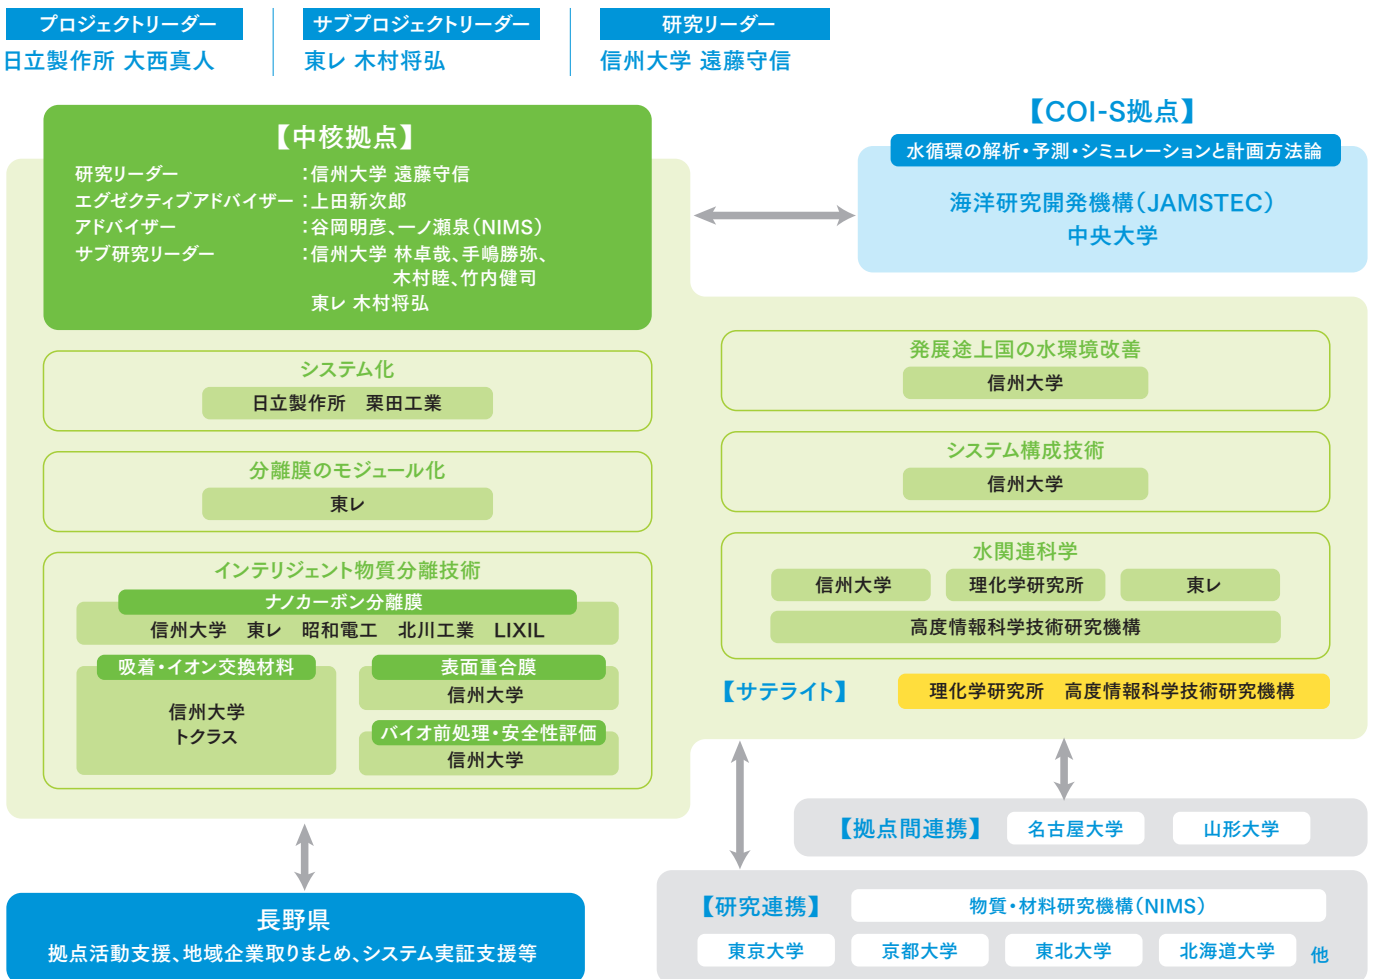 プロジェクトリーダー
日立製作所 大西真人
サブプロジェクトリーダー
東レ 木村将弘
研究リーダー
信州大学 遠藤守信
【中核拠点】
研究リーダー :信州大学 遠藤守信
エグゼクティブアドバイザー :上田新次郎
アドバイザー :谷岡明彦、一ノ瀬泉(NIMS)
サブ研究リーダー :信州大学 林卓哉、手嶋勝弥、
木村睦、竹内健司
東レ 木村将弘
【COI-S拠点】
水循環の解析・予測・シミュレーションと計画方法論
海洋研究開発機構(JAMSTEC)
中央大学
システム化
日立製作所 栗田工業
分離膜のモジュール化
東レ
インテリジェント物質分離技術
ナノカーボン分離膜
信州大学 東レ 昭和電工 北川工業 LIXIL
吸着・イオン交換材料
信州大学
トクラス
表面重合膜
信州大学
バイオ前処理・安全性評価
信州大学
発展途上国の水環境改善
信州大学
システム構成技術
信州大学
水関連科学
信州大学 理化学研究所 東レ
高度情報科学技術研究機構
【サテライト】 理化学研究所 高度情報科学技術研究機構
【拠点間連携】 名古屋大学 山形大学
【研究連携】 物質・材料研究機構(NIMS)
東京大学 京都大学 東北大学 北海道大学 他
長野県
拠点活動支援、地域企業取りまとめ、システム実証支援等